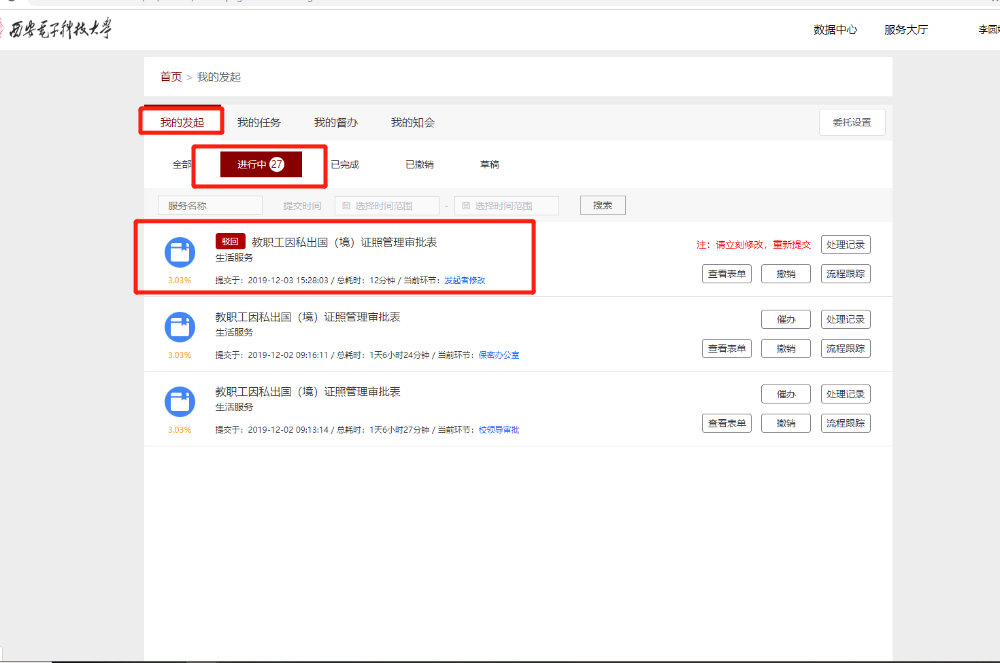 西安电子科技大学
数据中心 服务大厅 李圆
首页 > 我的发起
我的发起 我的任务 我的督办 我的知会 委托设置
全部 进行中 27 已完成 已撤销 草稿
服务名称 提交时间 选择时间范围 - 选择时间范围 搜索
驳回 教职工因私出国（境）证照管理审批表 注：请立刻修改，重新提交 处理记录
生活服务
3.03% 提交于：2019-12-03 15:28:03 / 总耗时：12分钟 / 当前环节：发起者修改 查看表单 撤销 流程跟踪
教职工因私出国（境）证照管理审批表 催办 处理记录
生活服务
3.03% 提交于：2019-12-02 09:16:11 / 总耗时：1天6小时24分钟 / 当前环节：保密办公室 查看表单 撤销 流程跟踪
教职工因私出国（境）证照管理审批表 催办 处理记录
生活服务
3.03% 提交于：2019-12-02 09:13:14 / 总耗时：1天6小时27分钟 / 当前环节：校领导审批 查看表单 撤销 流程跟踪